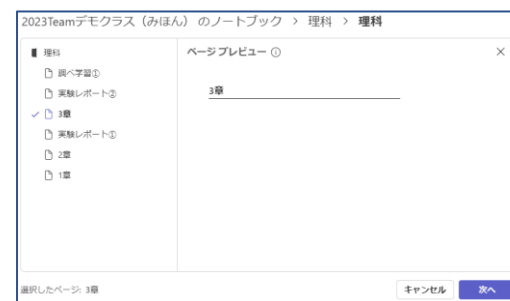 2023Teamデモクラス（みほん）のノートブック > 理科 > 理科
理科
調べ学習①
実験レポート②
3章
実験レポート①
2章
1章
ページ プレビュー
3章
選択したページ: 3章
キャンセル
次へ